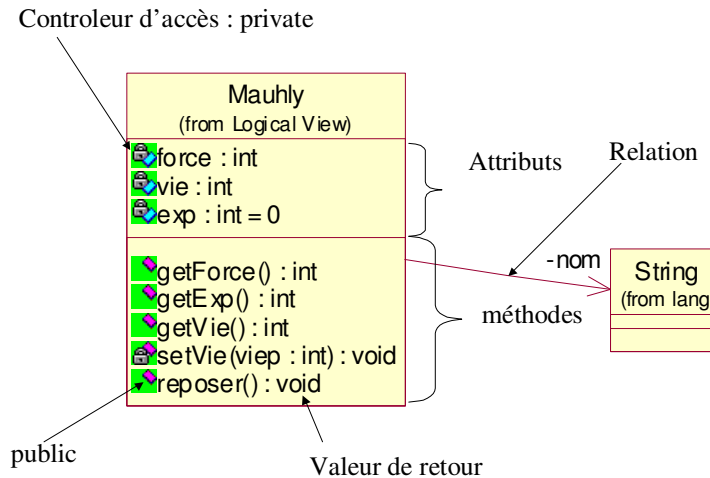 Controleur d'accès : private
Mauhly
(from Logical View)
force : int
vie : int
exp : int = 0
Attributs
Relation
getForce() : int
getExp() : int
getVie() : int
setVie(viep : int) : void
reposer() : void
méthodes
-nom
String
(from lang
public
Valeur de retour